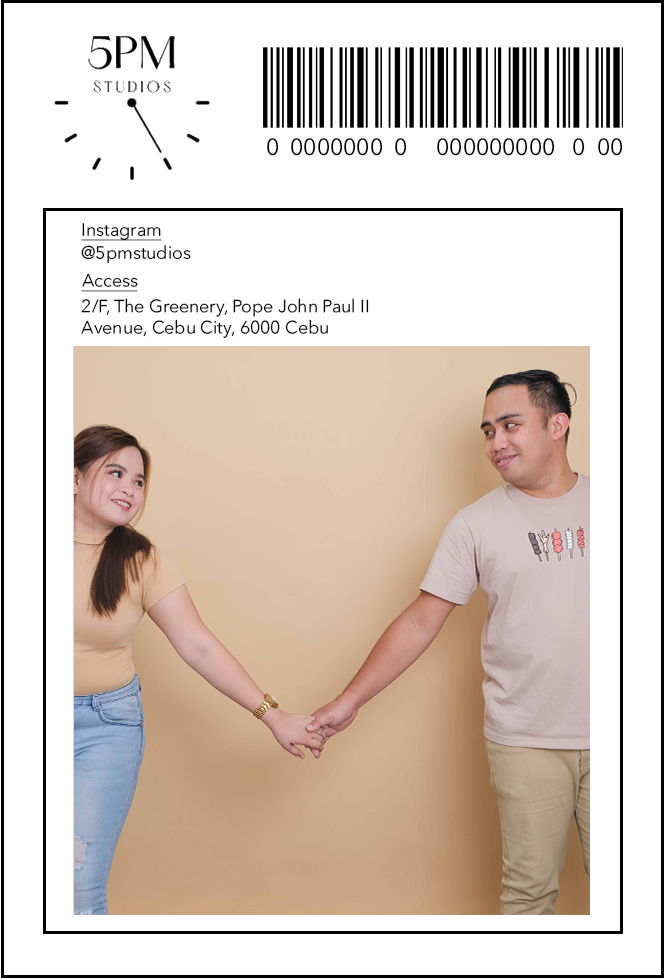 5PM
STUDIOS
0 0000000 0 000000000 0 00
Instagram
@5pmstudios
Access
2/F, The Greenery, Pope John Paul II
Avenue, Cebu City, 6000 Cebu